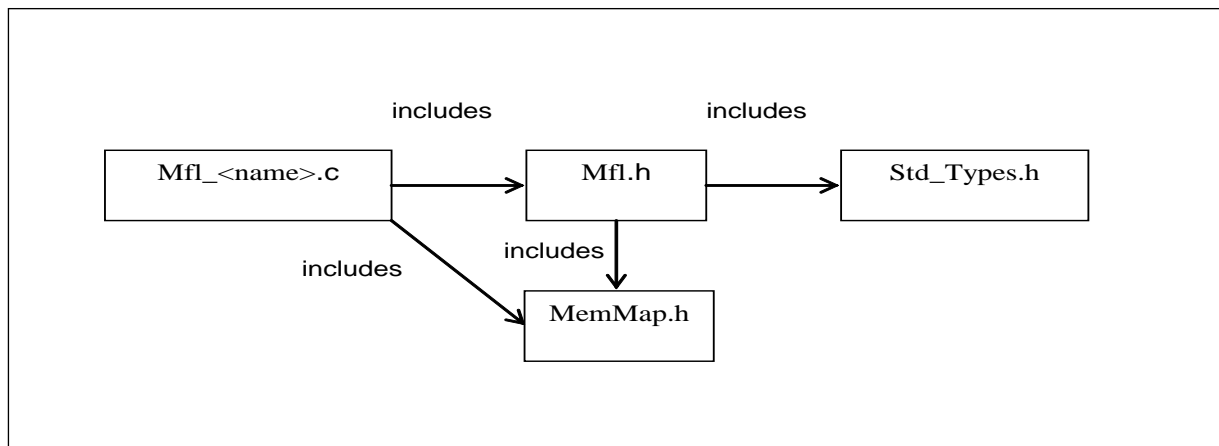 includes
includes
Mfl_<name>.c
Mfl.h
Std_Types.h
includes
includes
MemMap.h